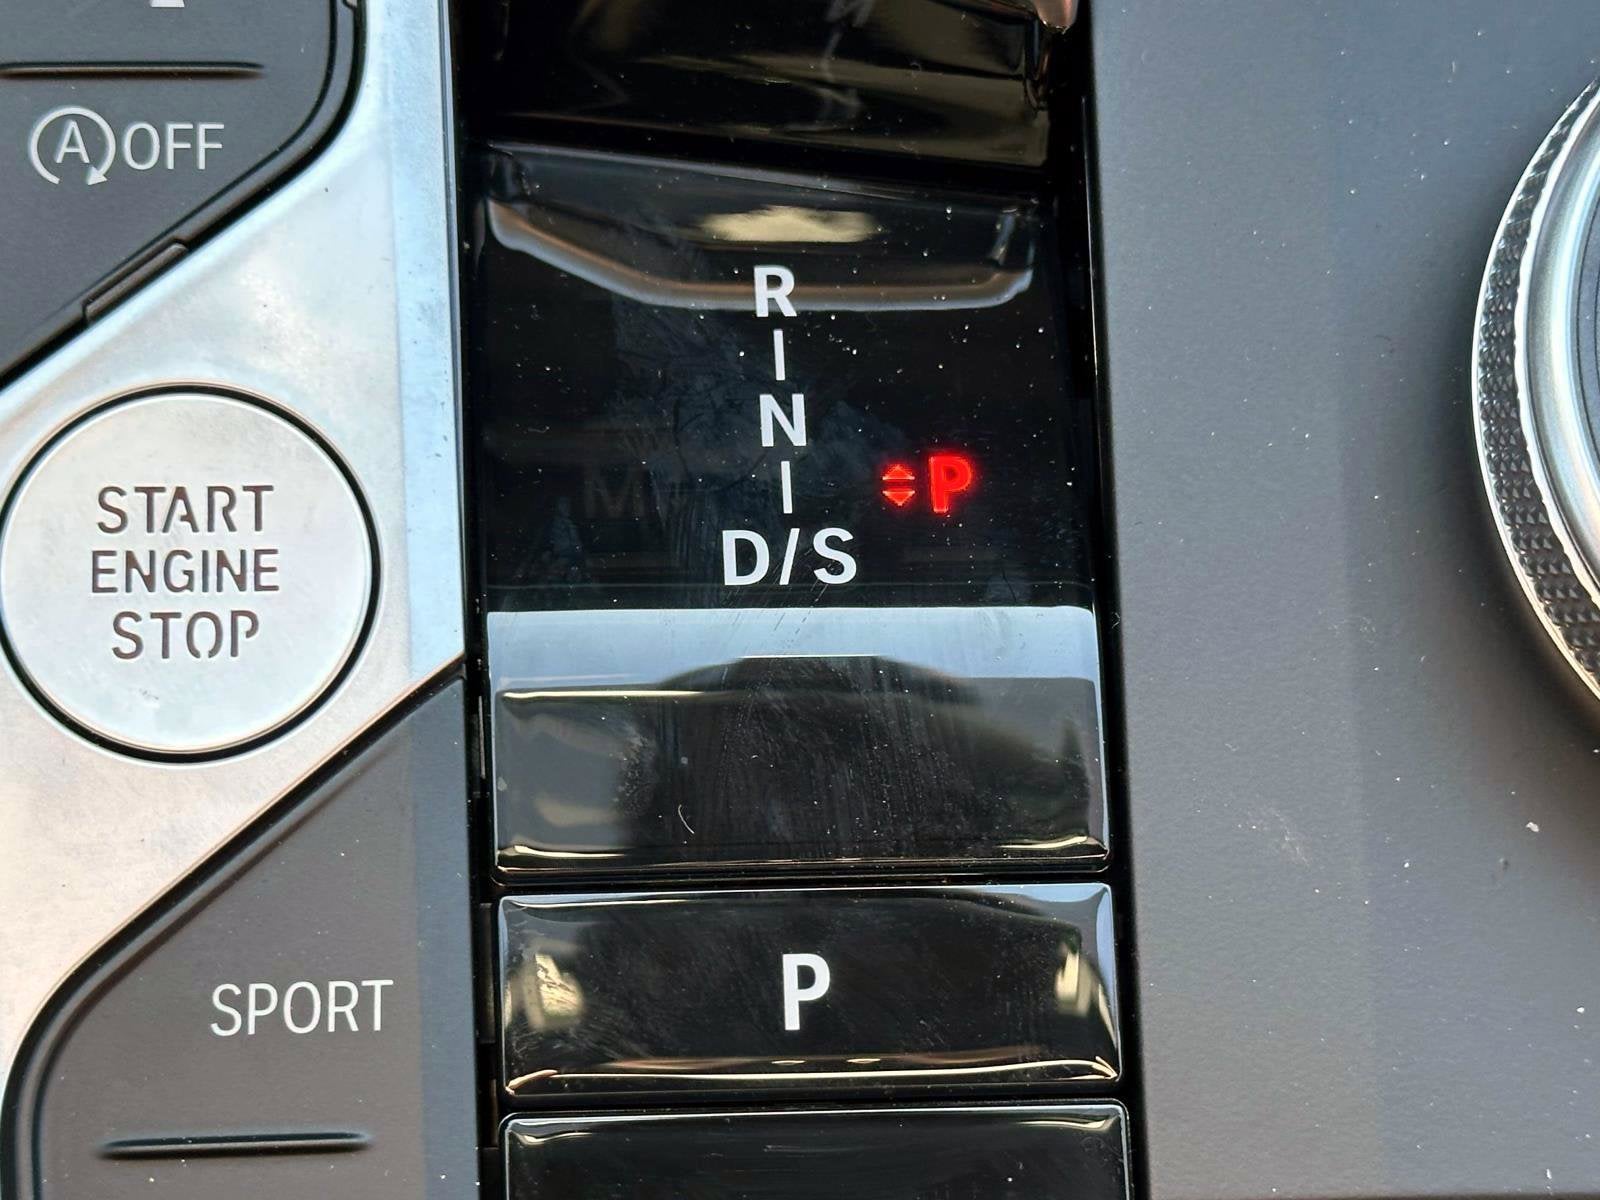 A OFF
R
N
P
D/S
START
ENGINE
STOP
P
SPORT